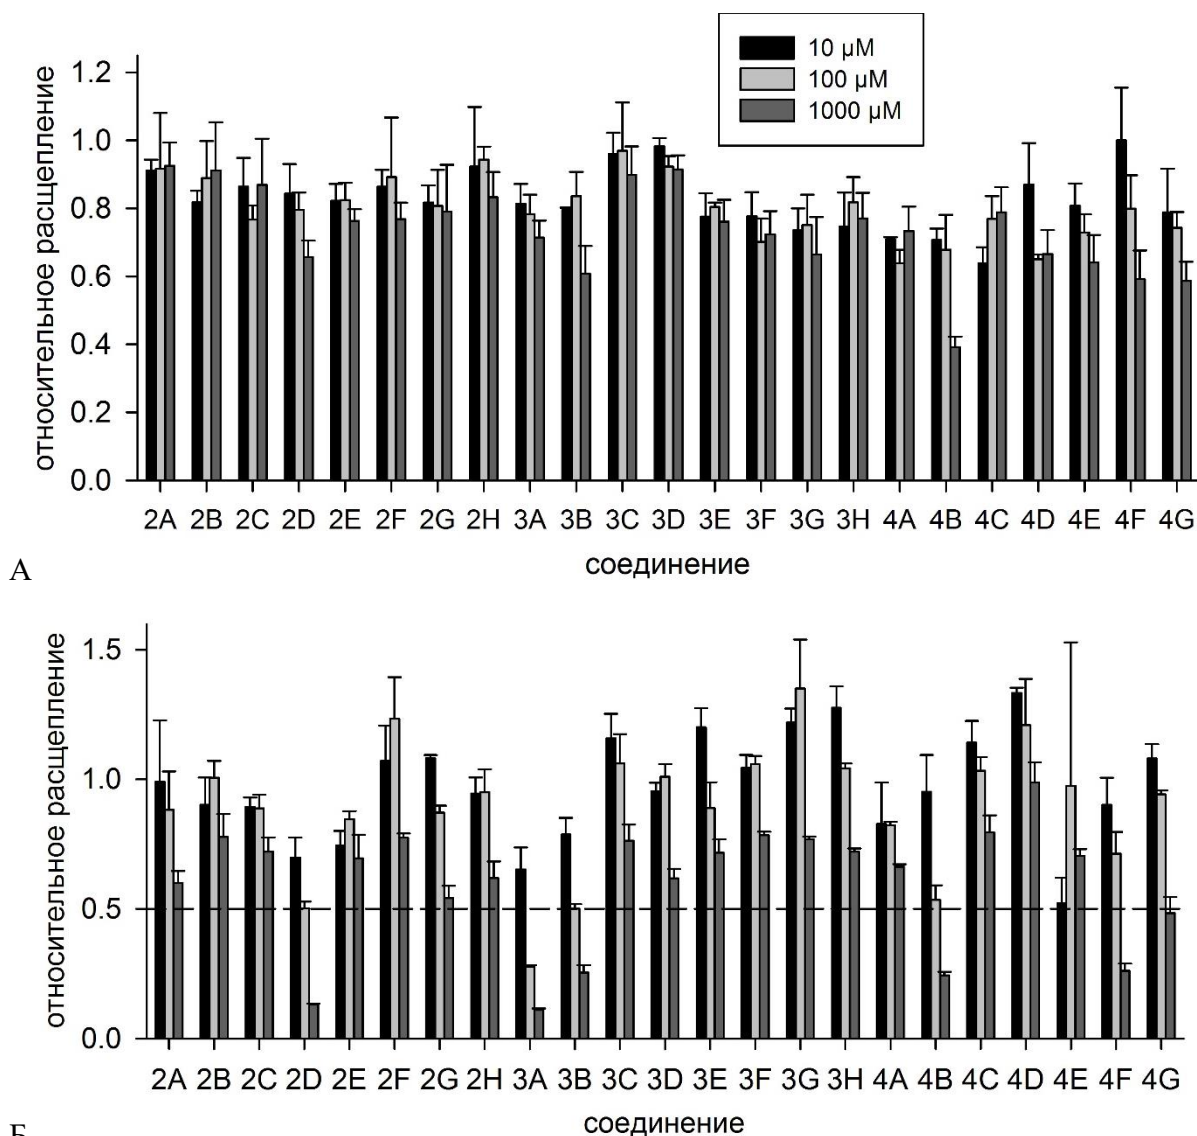 10 μM
100 μM
1000 μM
относительное расщепление
1.2
1.0
0.8
0.6
0.4
0.2
0.0
2A 2B 2C 2D 2E 2F 2G 2H 3A 3B 3C 3D 3E 3F 3G 3H 4A 4B 4C 4D 4E 4F 4G
соединение
А
относительное расщепление
1.5
1.0
0.5
0.0
2A 2B 2C 2D 2E 2F 2G 2H 3A 3B 3C 3D 3E 3F 3G 3H 4A 4B 4C 4D 4E 4F 4G
соединение
Б